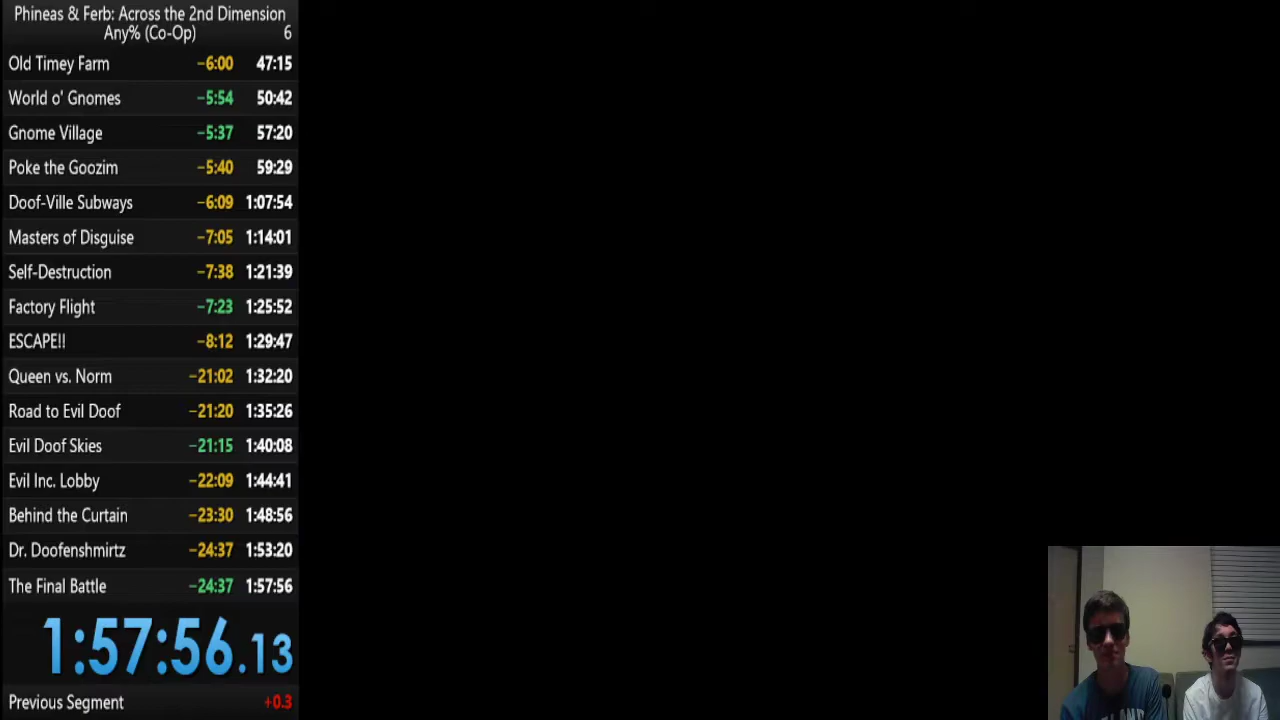 Phineas & Ferb: Across the 2nd Dimension
Any% (Co-Op) 6
Old Timey Farm −6:00 47:15
World o' Gnomes −5:54 50:42
Gnome Village −5:37 57:20
Poke the Goozim −5:40 59:29
Doof-Ville Subways −6:09 1:07:54
Masters of Disguise −7:05 1:14:01
Self-Destruction −7:38 1:21:39
Factory Flight −7:23 1:25:52
ESCAPE!! −8:12 1:29:47
Queen vs. Norm −21:02 1:32:20
Road to Evil Doof −21:20 1:35:26
Evil Doof Skies −21:15 1:40:08
Evil Inc. Lobby −22:09 1:44:41
Behind the Curtain −23:30 1:48:56
Dr. Doofenshmirtz −24:37 1:53:20
The Final Battle −24:37 1:57:56
1:57:56.13
Previous Segment +0.3